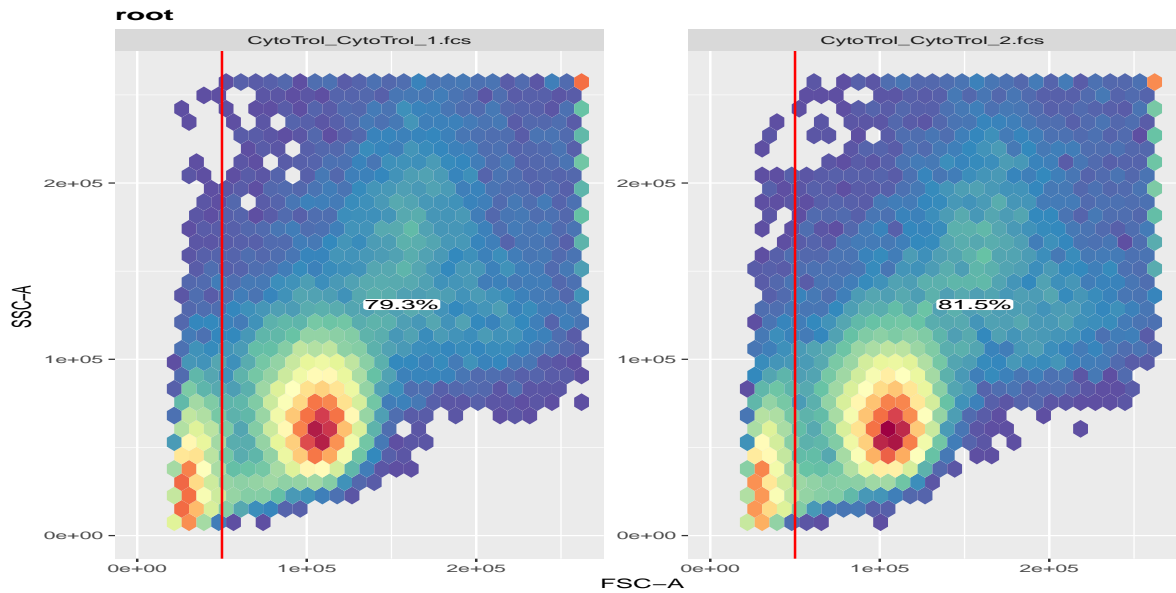 root
CytoTrol_CytoTrol_1.fcs
CytoTrol_CytoTrol_2.fcs
2e+05
2e+05
SSC−A
79.3%
81.5%
1e+05
1e+05
0e+00
0e+00
0e+00
1e+05
2e+05
0e+00
1e+05
2e+05
FSC−A